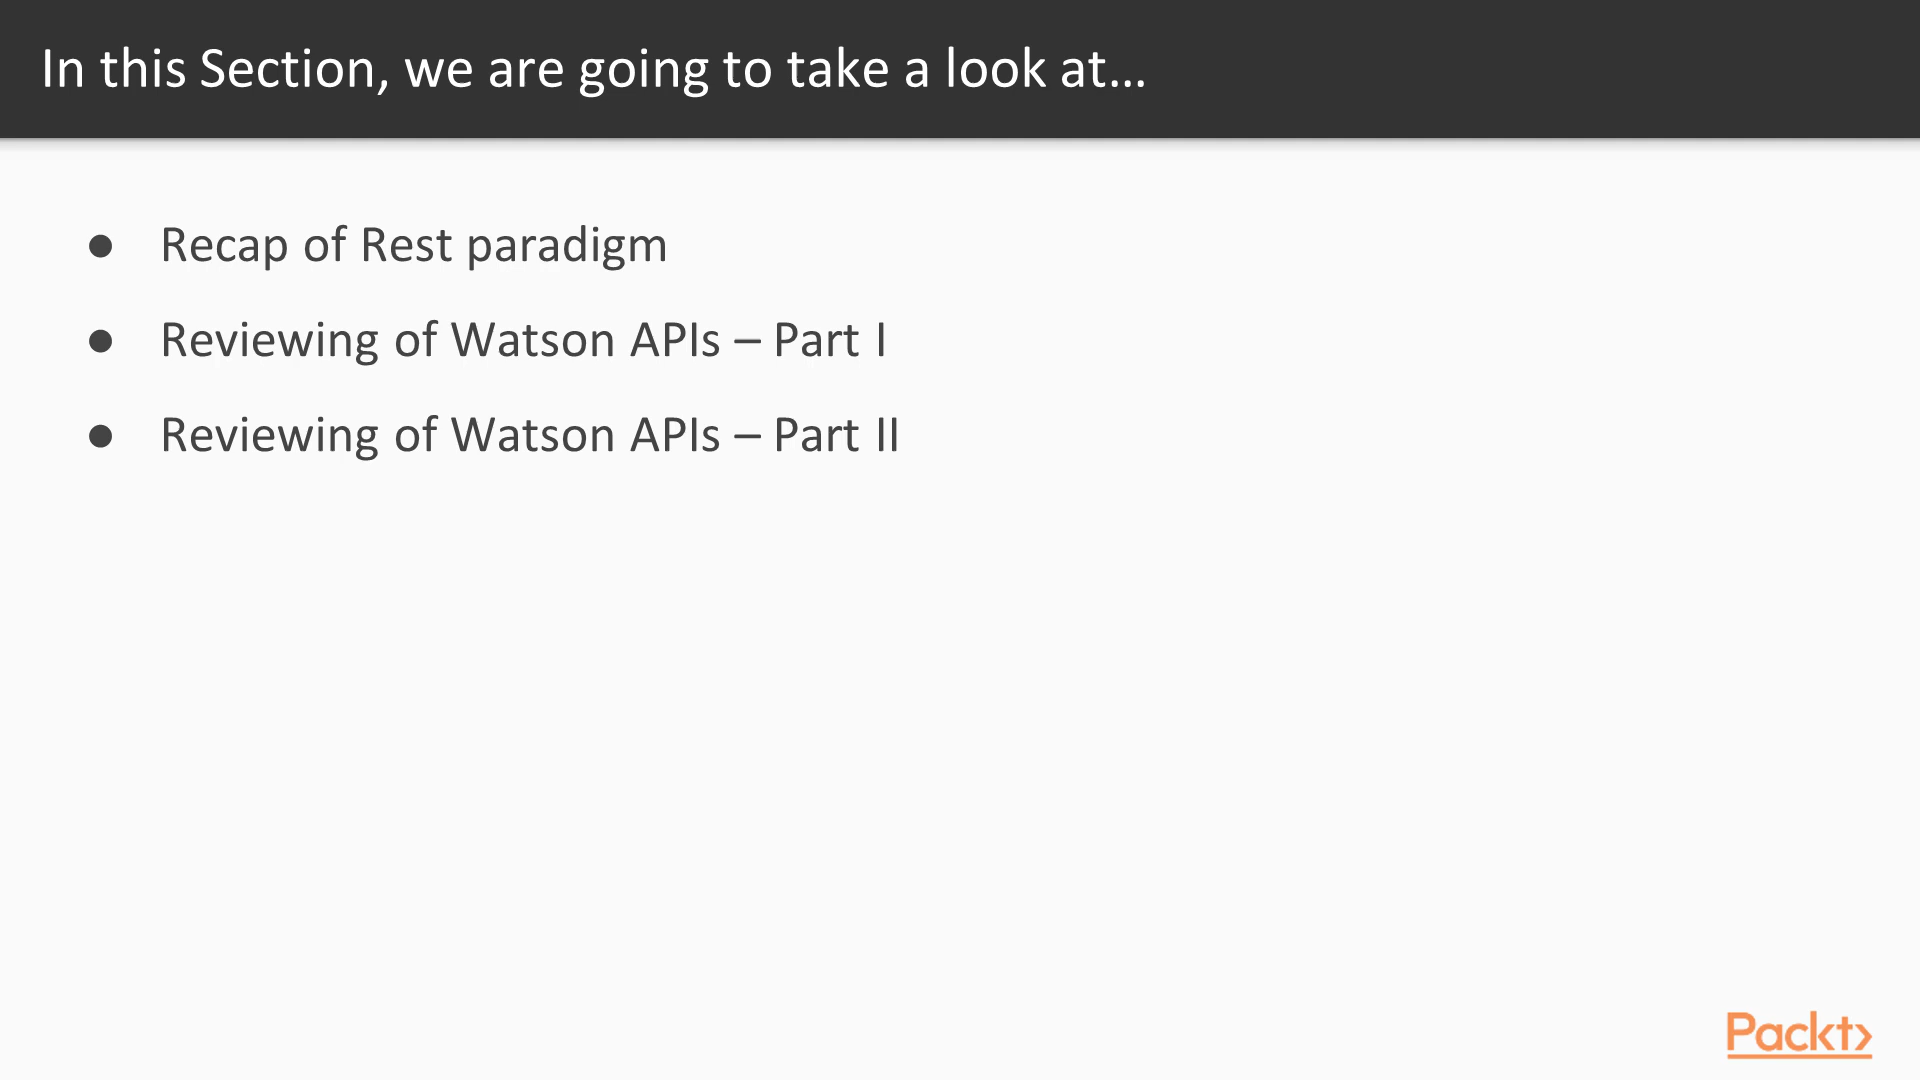 In this Section, we are going to take a look at…
● Recap of Rest paradigm
● Reviewing of Watson APIs – Part I
● Reviewing of Watson APIs – Part II
Packt>